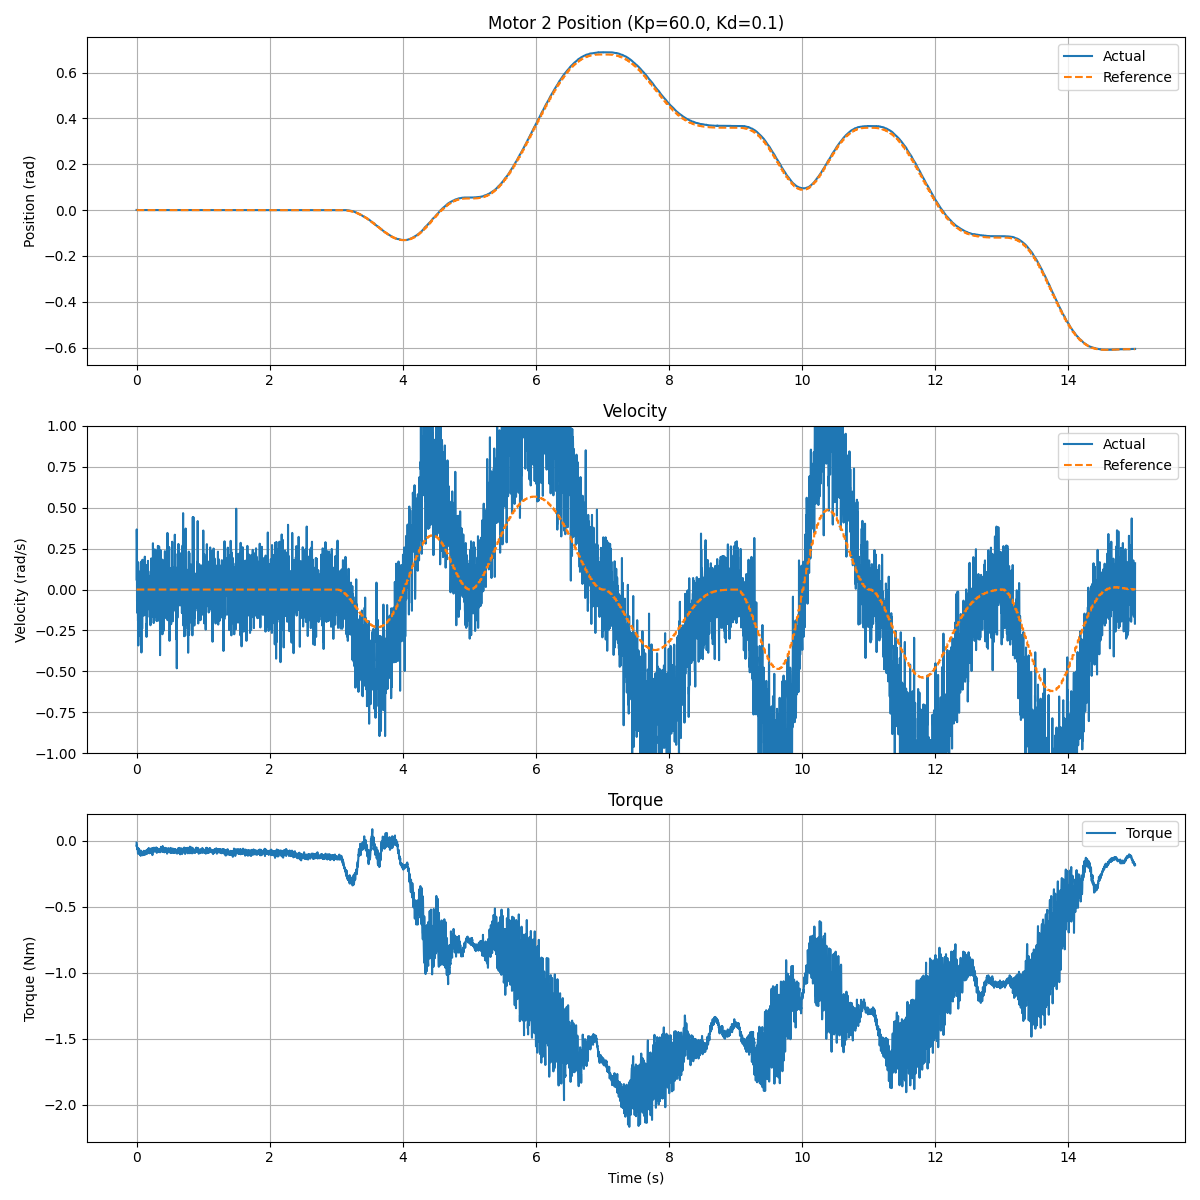 Motor 2 Position (Kp=60.0, Kd=0.1)
Position (rad)
0.6
0.4
0.2
0.0
−0.2
−0.4
−0.6
Actual
Reference
0 2 4 6 8 10 12 14
Velocity
Velocity (rad/s)
1.00
0.75
0.50
0.25
0.00
−0.25
−0.50
−0.75
−1.00
Actual
Reference
0 2 4 6 8 10 12 14
Torque
Torque (Nm)
0.0
−0.5
−1.0
−1.5
−2.0
Torque
0 2 4 6 8 10 12 14
Time (s)